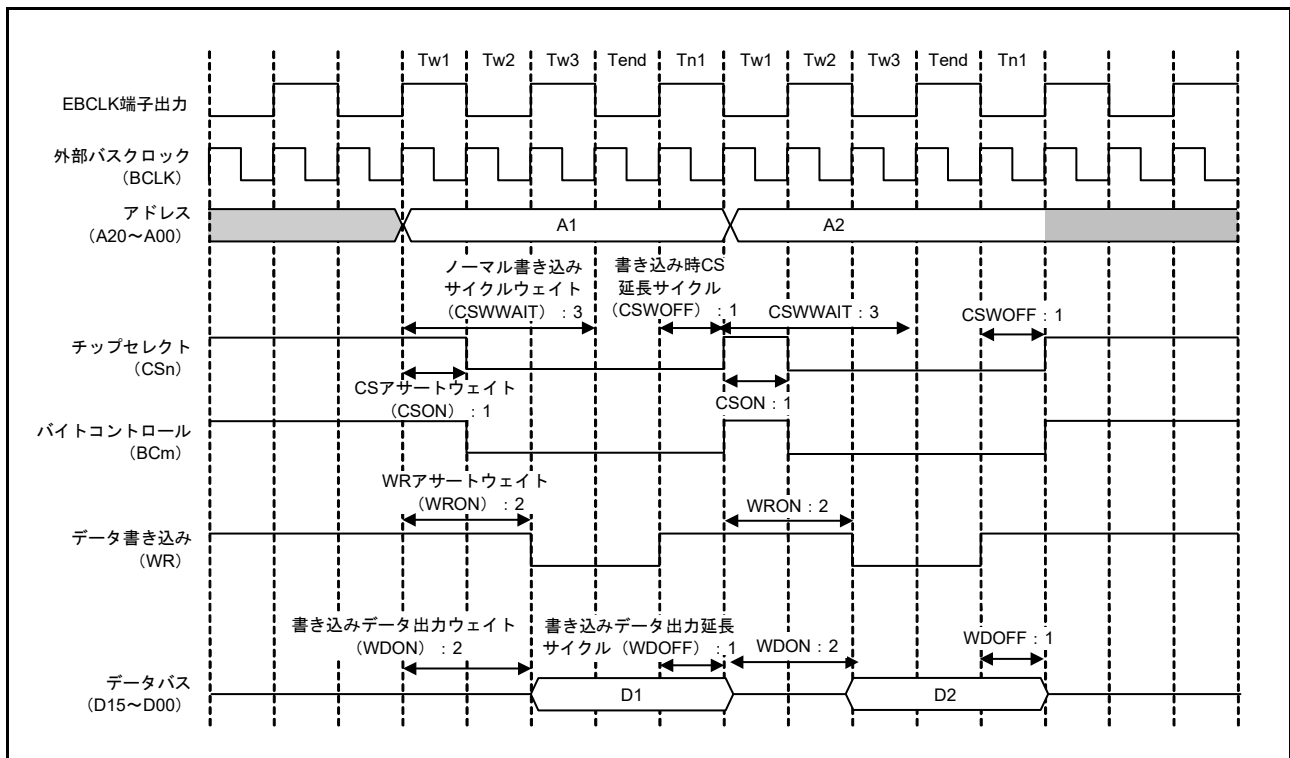 Tw1 Tw2 Tw3 Tend Tn1 Tw1 Tw2 Tw3 Tend Tn1
EBCLK端子出力
外部バスクロック
（BCLK）
アドレス
（A20～A00）
A1 A2
ノーマル書き込み
サイクルウェイト
（CSWWAIT）：3
書き込み時CS
延長サイクル
（CSWOFF）：1
CSWWAIT：3
CSWOFF：1
チップセレクト
（CSn）
CSアサートウェイト
（CSON）：1
CSON：1
バイトコントロール
（BCm）
WRアサートウェイト
（WRON）：2
WRON：2
データ書き込み
（WR）
書き込みデータ出力ウェイト
（WDON）：2
書き込みデータ出力延長
サイクル（WDOFF）：1
WDON：2
WDOFF：1
データバス
（D15～D00）
D1 D2